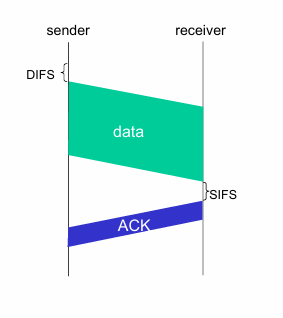 sender receiver
DIFS
data
SIFS
ACK